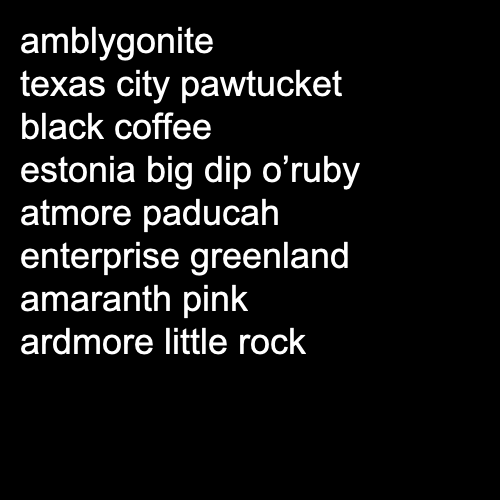 amblygonite
texas city pawtucket
black coffee
estonia big dip o’ruby
atmore paducah
enterprise greenland
amaranth pink
ardmore little rock